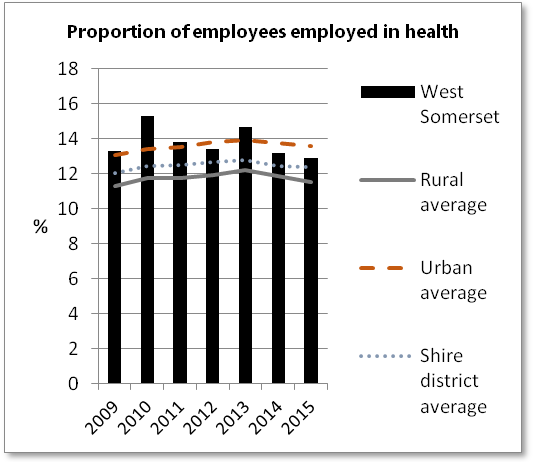 Proportion of employees employed in health
18
16
14
12
10
8
6
4
2
0
%
2009
2010
2011
2012
2013
2014
2015
West
Somerset
Rural
average
Urban
average
Shire
district
average